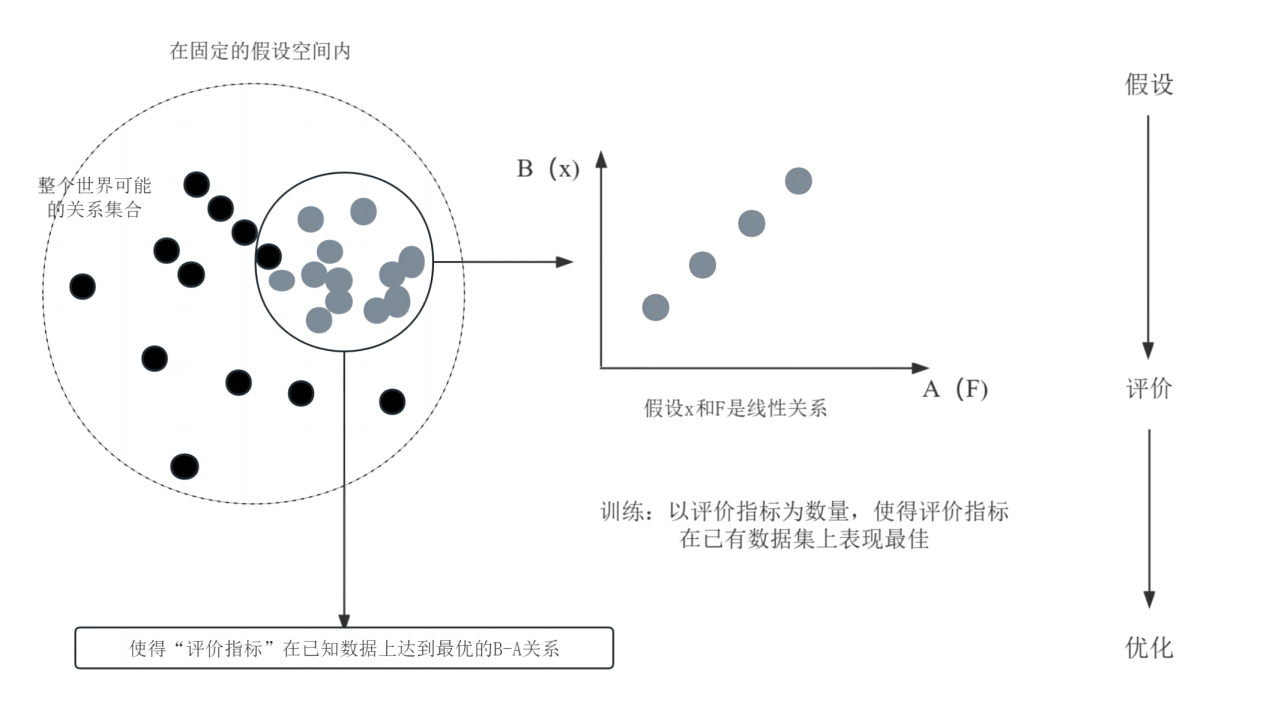 在固定的假设空间内
整个世界可能
的关系集合
B（x）
A（F）
假设x和F是线性关系
训练：以评价指标为数量，使得评价指标
在已有数据集上表现最佳
使得“评价指标”在已知数据上达到最优的B-A关系
假设
评价
优化